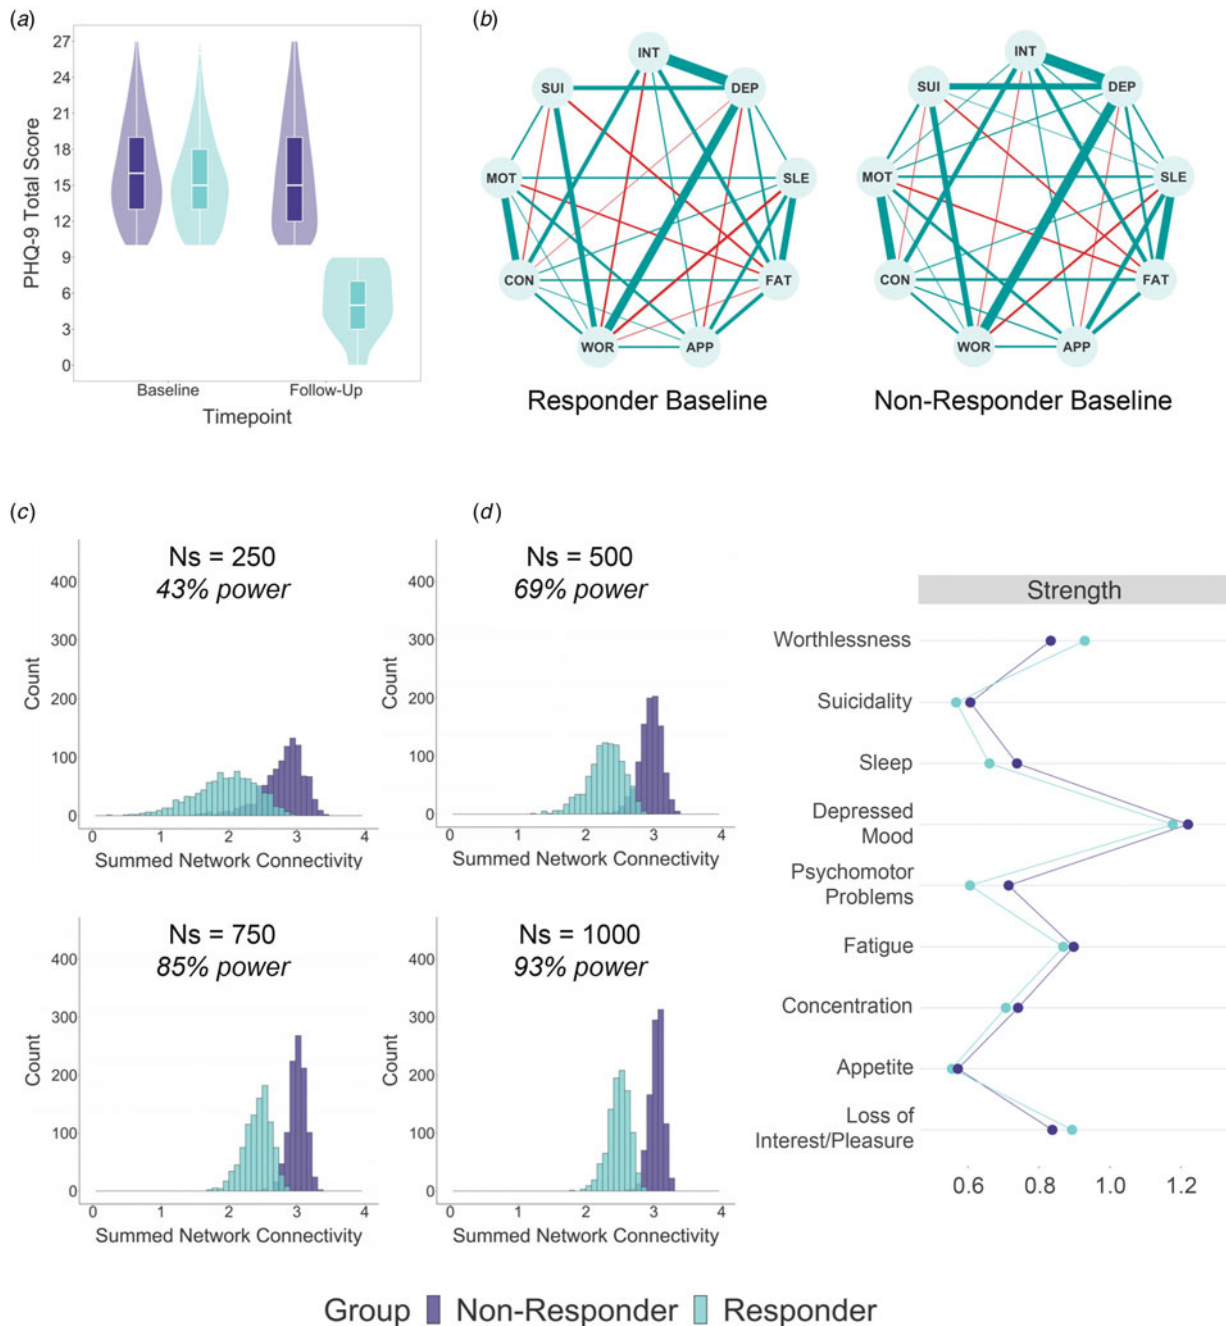 (a)
PHQ-9 Total Score
27
24
21
18
15
12
9
6
3
0
Baseline
Follow-Up
Timepoint
(b)
INT
SUI
DEP
MOT
SLE
CON
FAT
WOR
APP
Responder Baseline
INT
SUI
DEP
MOT
SLE
CON
FAT
WOR
APP
Non-Responder Baseline
(c)
Ns = 250
43% power
Count
400
300
200
100
0
0 1 2 3 4
Summed Network Connectivity
Ns = 500
69% power
Count
400
300
200
100
0
0 1 2 3 4
Summed Network Connectivity
Ns = 750
85% power
Count
400
300
200
100
0
0 1 2 3 4
Summed Network Connectivity
Ns = 1000
93% power
Count
400
300
200
100
0
0 1 2 3 4
Summed Network Connectivity
(d)
Strength
Worthlessness
Suicidality
Sleep
Depressed
Mood
Psychomotor
Problems
Fatigue
Concentration
Appetite
Loss of
Interest/Pleasure
0.6 0.8 1.0 1.2
Group Non-Responder Responder